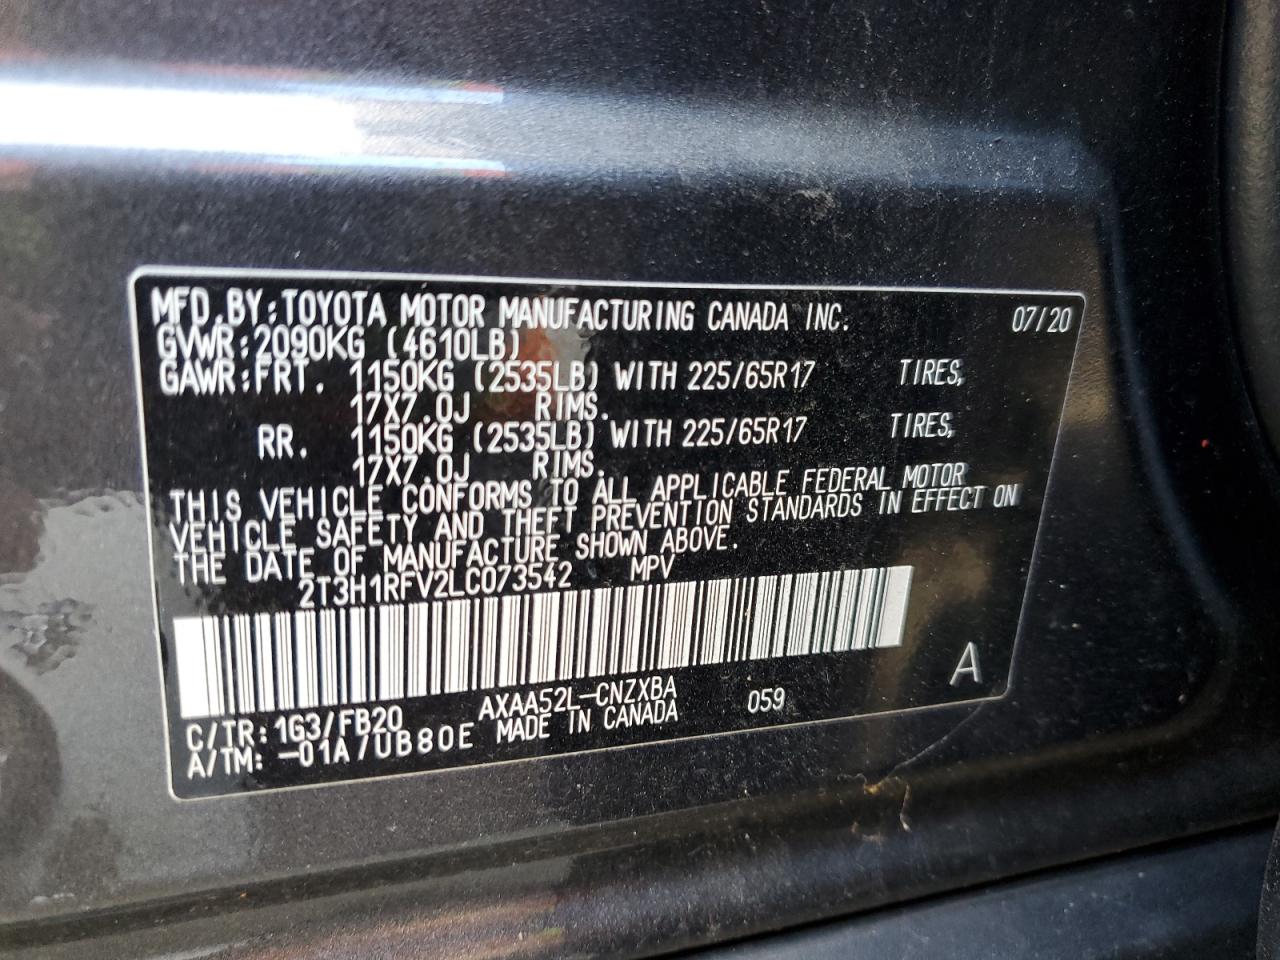 MFD.BY:TOYOTA MOTOR MANUFACTURING CANADA INC. 07/20
GVWR:2090KG (4610LB)
GAWR:FRT. 1150KG (2535LB) WITH 225/65R17 TIRES,
17X7.0J RIMS.
RR. 1150KG (2535LB) WITH 225/65R17 TIRES,
17X7.0J RIMS.
THIS VEHICLE CONFORMS TO ALL APPLICABLE FEDERAL MOTOR
VEHICLE SAFETY AND THEFT PREVENTION STANDARDS IN EFFECT ON
THE DATE OF MANUFACTURE SHOWN ABOVE.
2T3H1RFV2LC073542 MPV
A
C/TR:1G3/FB20 AXAA52L-CNZXBA 059
A/TM:-01A/UB80E MADE IN CANADA